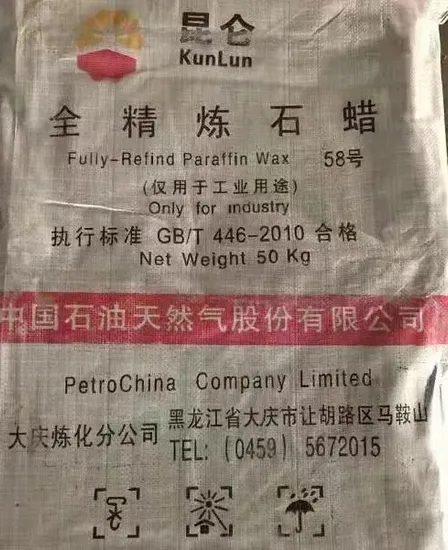 昆仑
KunLun
全精炼石蜡
Fully-Refind Paraffin Wax 58号
(仅用于工业用途)
Only for industry
执行标准 GB/T 446-2010 合格
Net Weight 50 Kg
中国石油天然气股份有限公司
PetroChina Company Limited
大庆炼化分公司
黑龙江省大庆市让胡路区马鞍山
TEL: (0459) 5672015